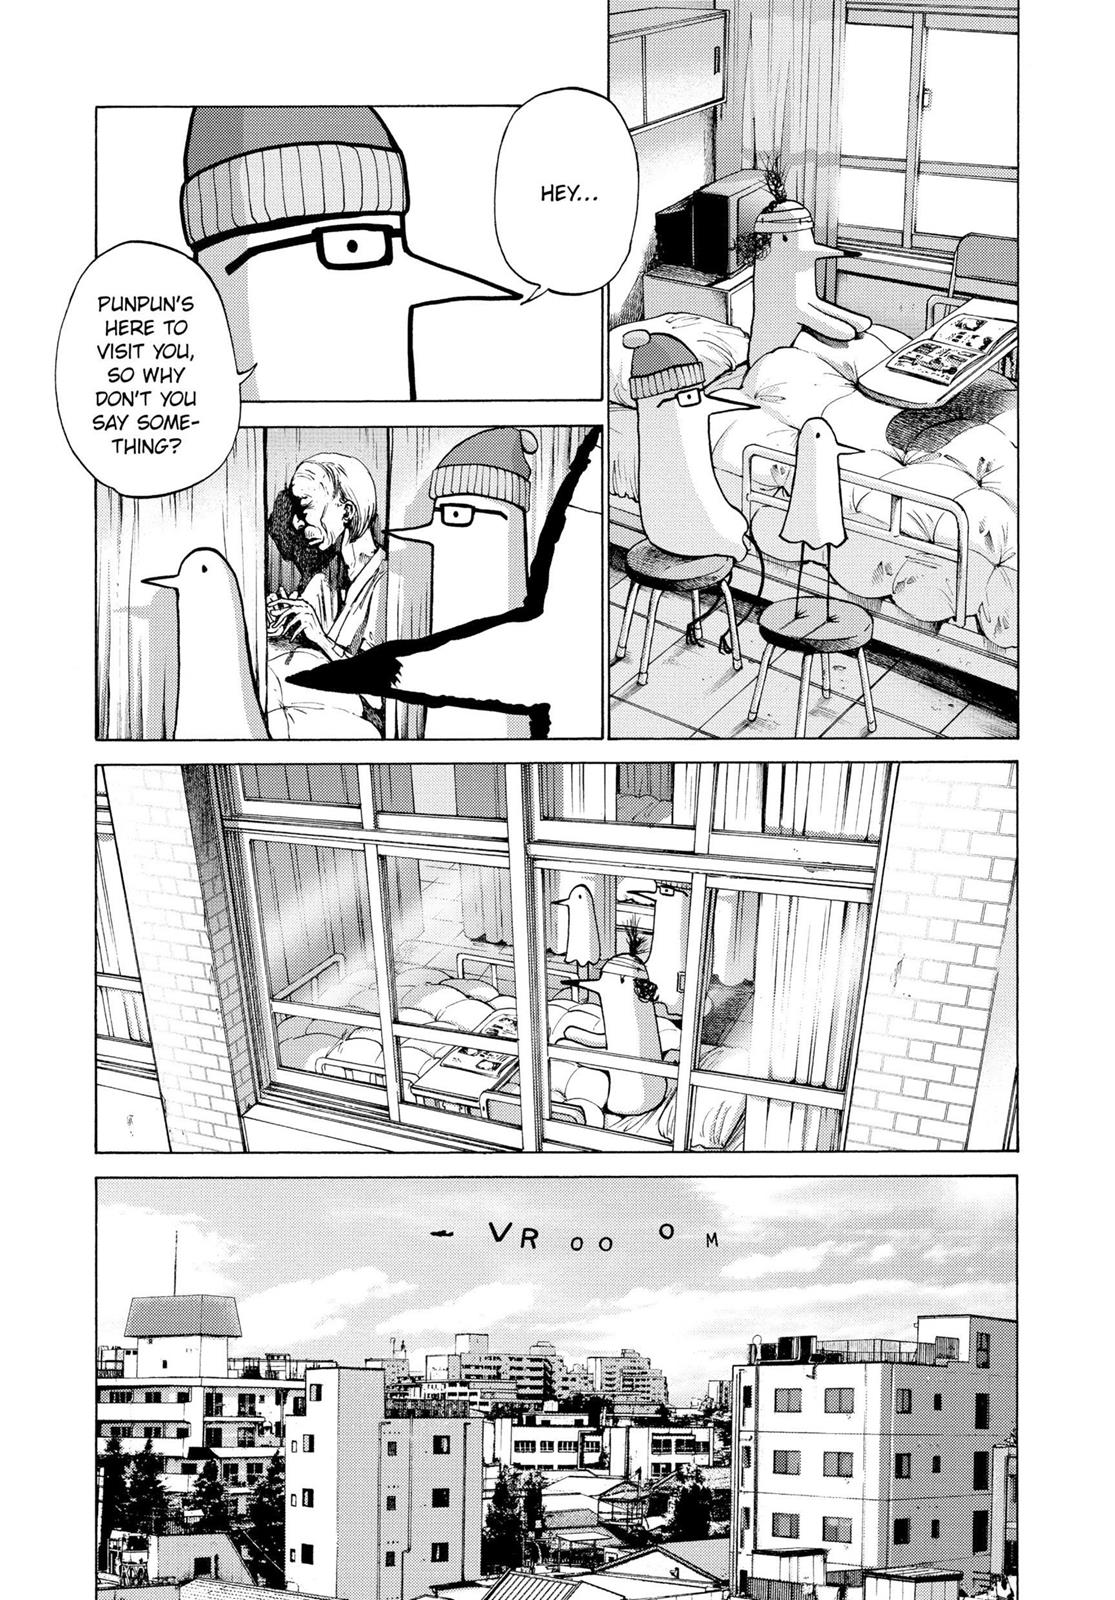 HEY...
PUNPUN'S
HERE TO
VISIT YOU,
SO WHY
DON'T YOU
SAY SOME-
THING?
VROOOM